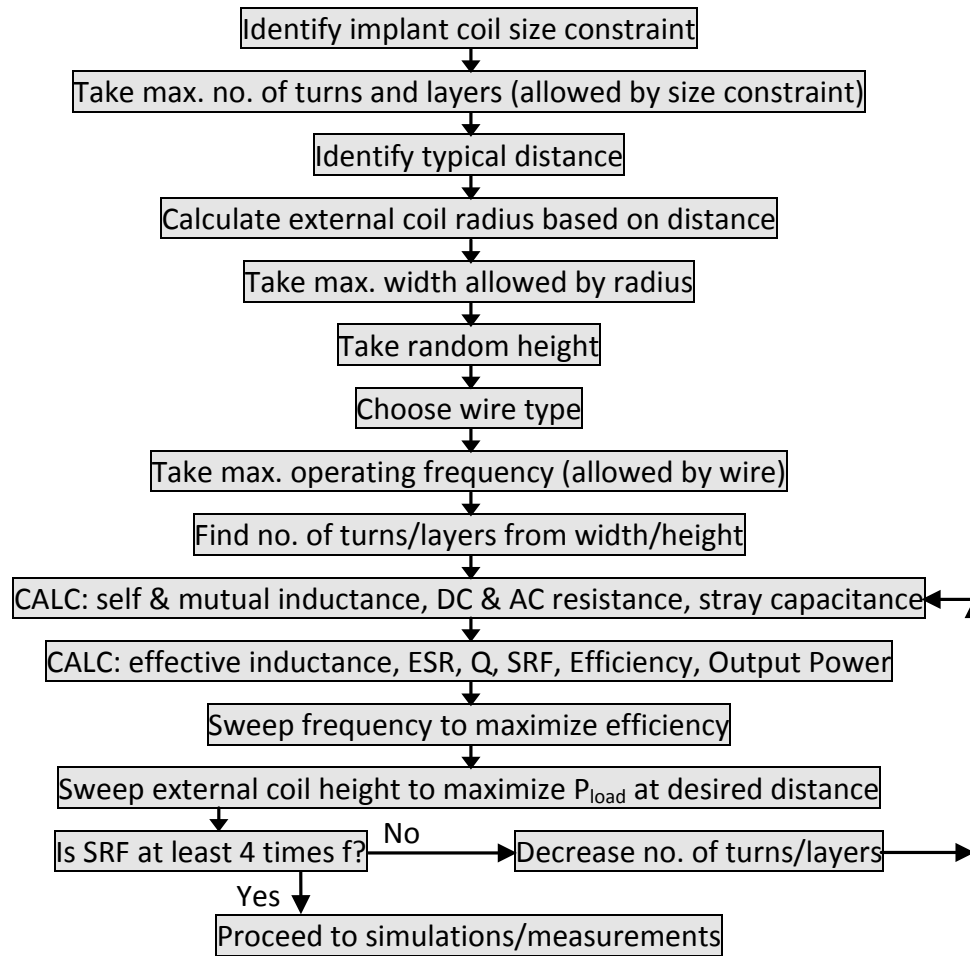 Identify implant coil size constraint
Take max. no. of turns and layers (allowed by size constraint)
Identify typical distance
Calculate external coil radius based on distance
Take max. width allowed by radius
Take random height
Choose wire type
Take max. operating frequency (allowed by wire)
Find no. of turns/layers from width/height
CALC: self & mutual inductance, DC & AC resistance, stray capacitance
CALC: effective inductance, ESR, Q, SRF, Efficiency, Output Power
Sweep frequency to maximize efficiency
Sweep external coil height to maximize Pload at desired distance
Is SRF at least 4 times f?
No
Decrease no. of turns/layers
Yes
Proceed to simulations/measurements